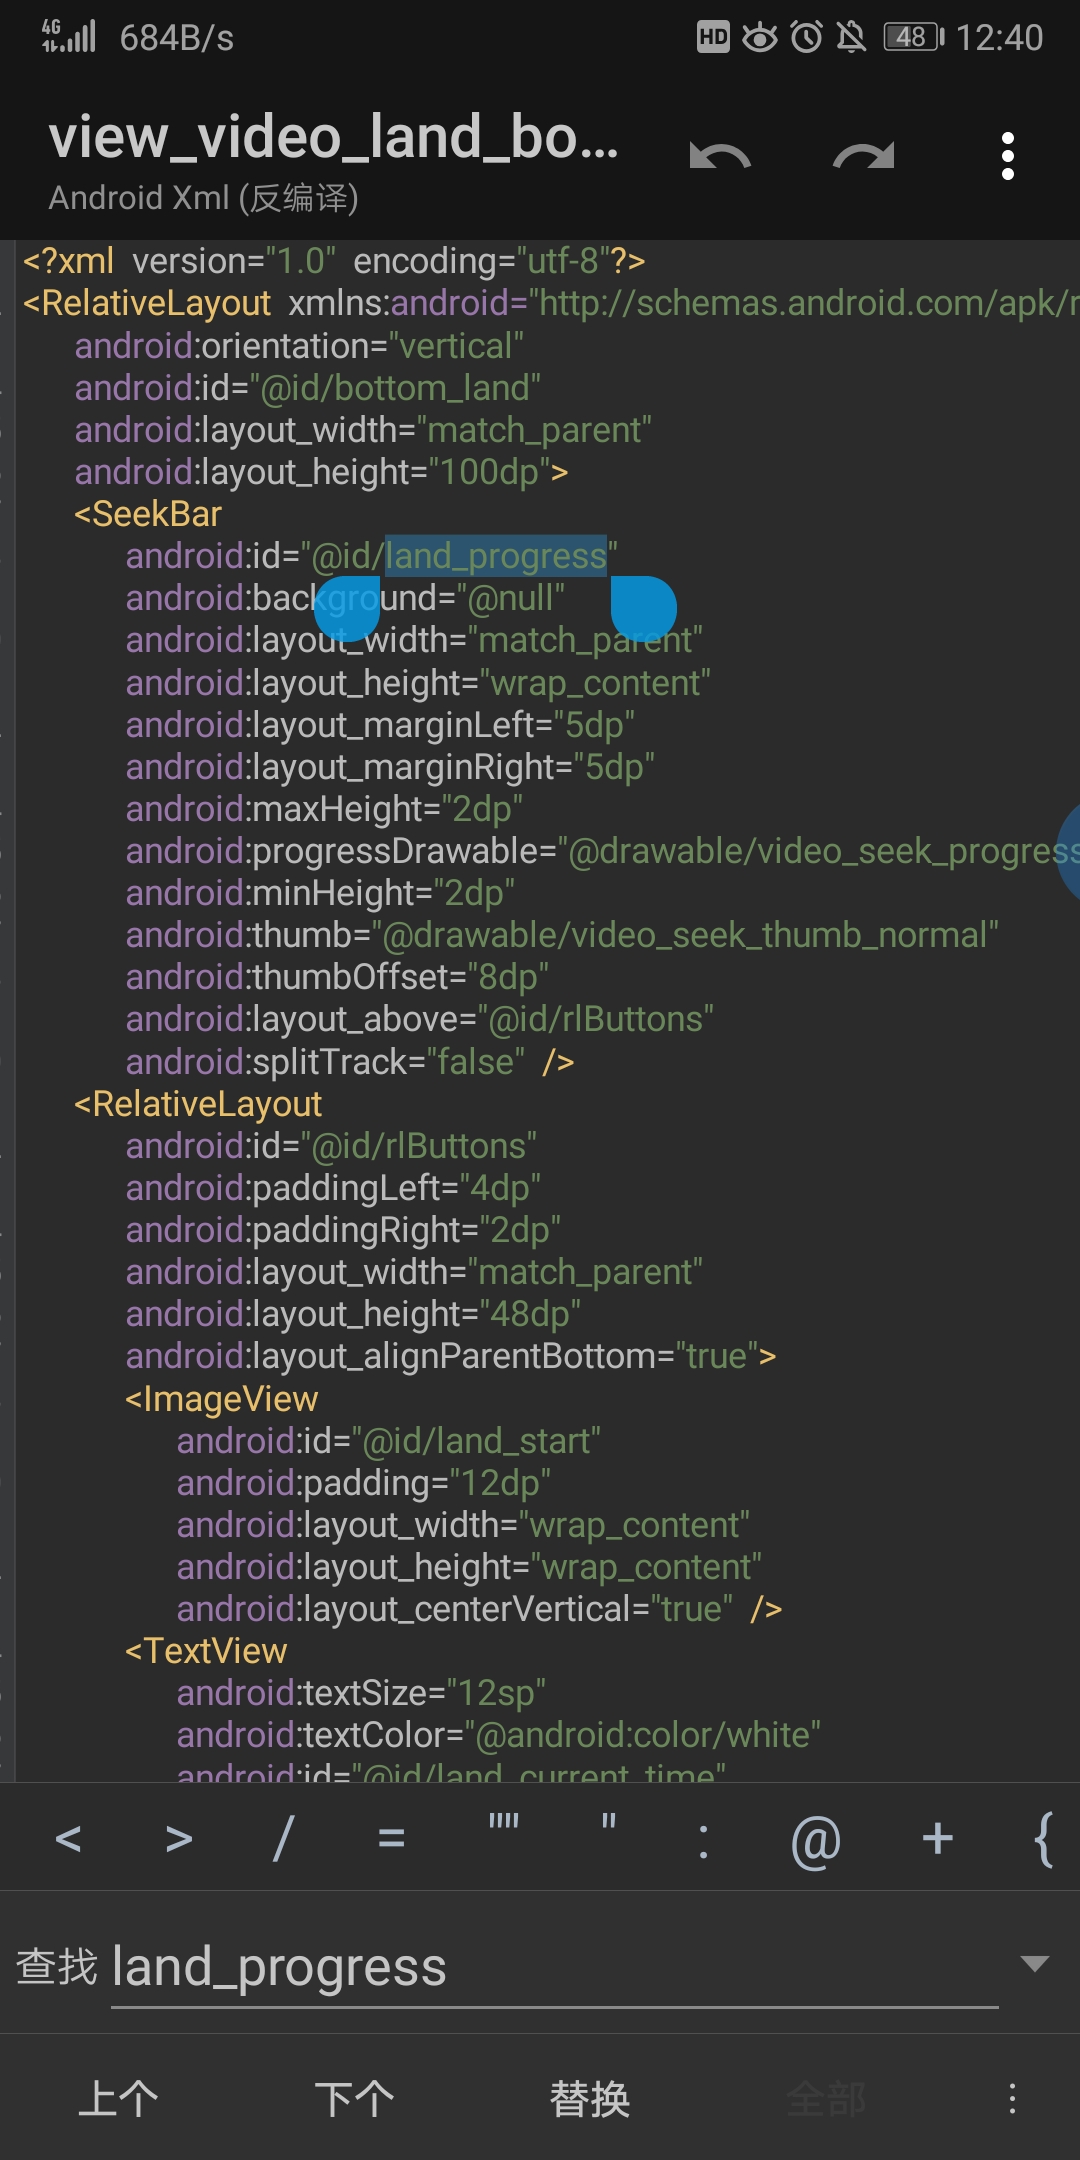 4G 684B/s HD 48 12:40
view_video_land_bo...
Android Xml (反编译)
<?xml version="1.0" encoding="utf-8"?>
<RelativeLayout xmlns:android="http://schemas.android.com/apk/r
android:orientation="vertical"
android:id="@id/bottom_land"
android:layout_width="match_parent"
android:layout_height="100dp">
<SeekBar
android:id="@id/land_progress"
android:background="@null"
android:layout_width="match_parent"
android:layout_height="wrap_content"
android:layout_marginLeft="5dp"
android:layout_marginRight="5dp"
android:maxHeight="2dp"
android:progressDrawable="@drawable/video_seek_progress
android:minHeight="2dp"
android:thumb="@drawable/video_seek_thumb_normal"
android:thumbOffset="8dp"
android:layout_above="@id/rlButtons"
android:splitTrack="false" />
<RelativeLayout
android:id="@id/rlButtons"
android:paddingLeft="4dp"
android:paddingRight="2dp"
android:layout_width="match_parent"
android:layout_height="48dp"
android:layout_alignParentBottom="true">
<ImageView
android:id="@id/land_start"
android:padding="12dp"
android:layout_width="wrap_content"
android:layout_height="wrap_content"
android:layout_centerVertical="true" />
<TextView
android:textSize="12sp"
android:textColor="@android:color/white"
android:id="@id/land_current_time"
< > / = "" " : @ + {
查找 land_progress
上个 下个 替换 全部